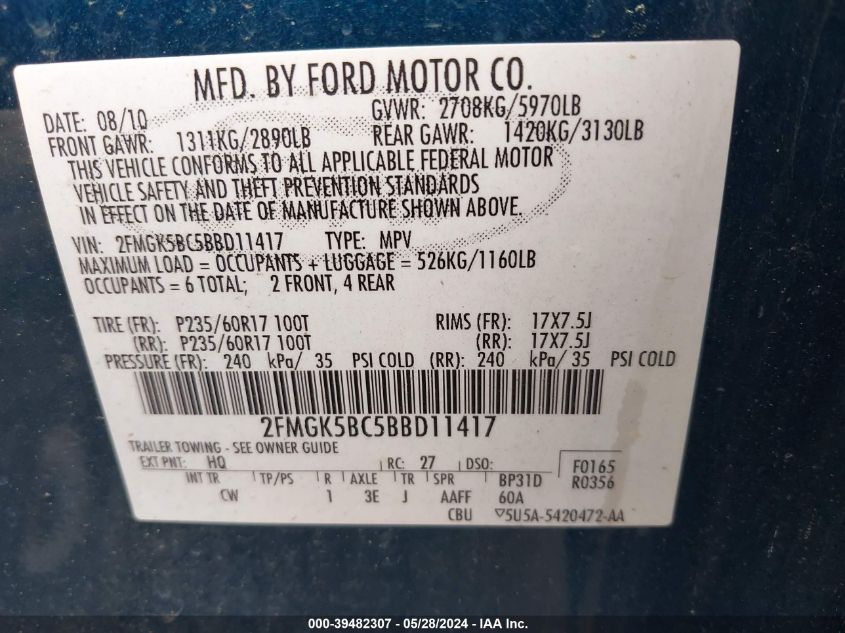 MFD. BY FORD MOTOR CO.
DATE: 08/10 GVWR: 2708KG/5970LB
FRONT GAWR: 1311KG/2890LB REAR GAWR: 1420KG/3130LB
THIS VEHICLE CONFORMS TO ALL APPLICABLE FEDERAL MOTOR
VEHICLE SAFETY AND THEFT PREVENTION STANDARDS
IN EFFECT ON THE DATE OF MANUFACTURE SHOWN ABOVE.
VIN: 2FMGK5BC5BBD11417 TYPE: MPV
MAXIMUM LOAD = OCCUPANTS + LUGGAGE = 526KG/1160LB
OCCUPANTS = 6 TOTAL; 2 FRONT, 4 REAR
TIRE (FR): P235/60R17 100T RIMS (FR): 17X7.5J
(RR): P235/60R17 100T (RR): 17X7.5J
PRESSURE (FR): 240 kPa/ 35 PSI COLD (RR): 240 kPa/ 35 PSI COLD
2FMGK5BC5BBD11417
TRAILER TOWING - SEE OWNER GUIDE
EXT PNT: HQ RC: 27 DSO: F0165
INT TR TP/PS R AXLE TR SPR BP31D R0356
CW 1 3E J AAFF 60A
CBU ▽5U5A-5420472-AA
000-39482307 - 05/28/2024 - IAA Inc.